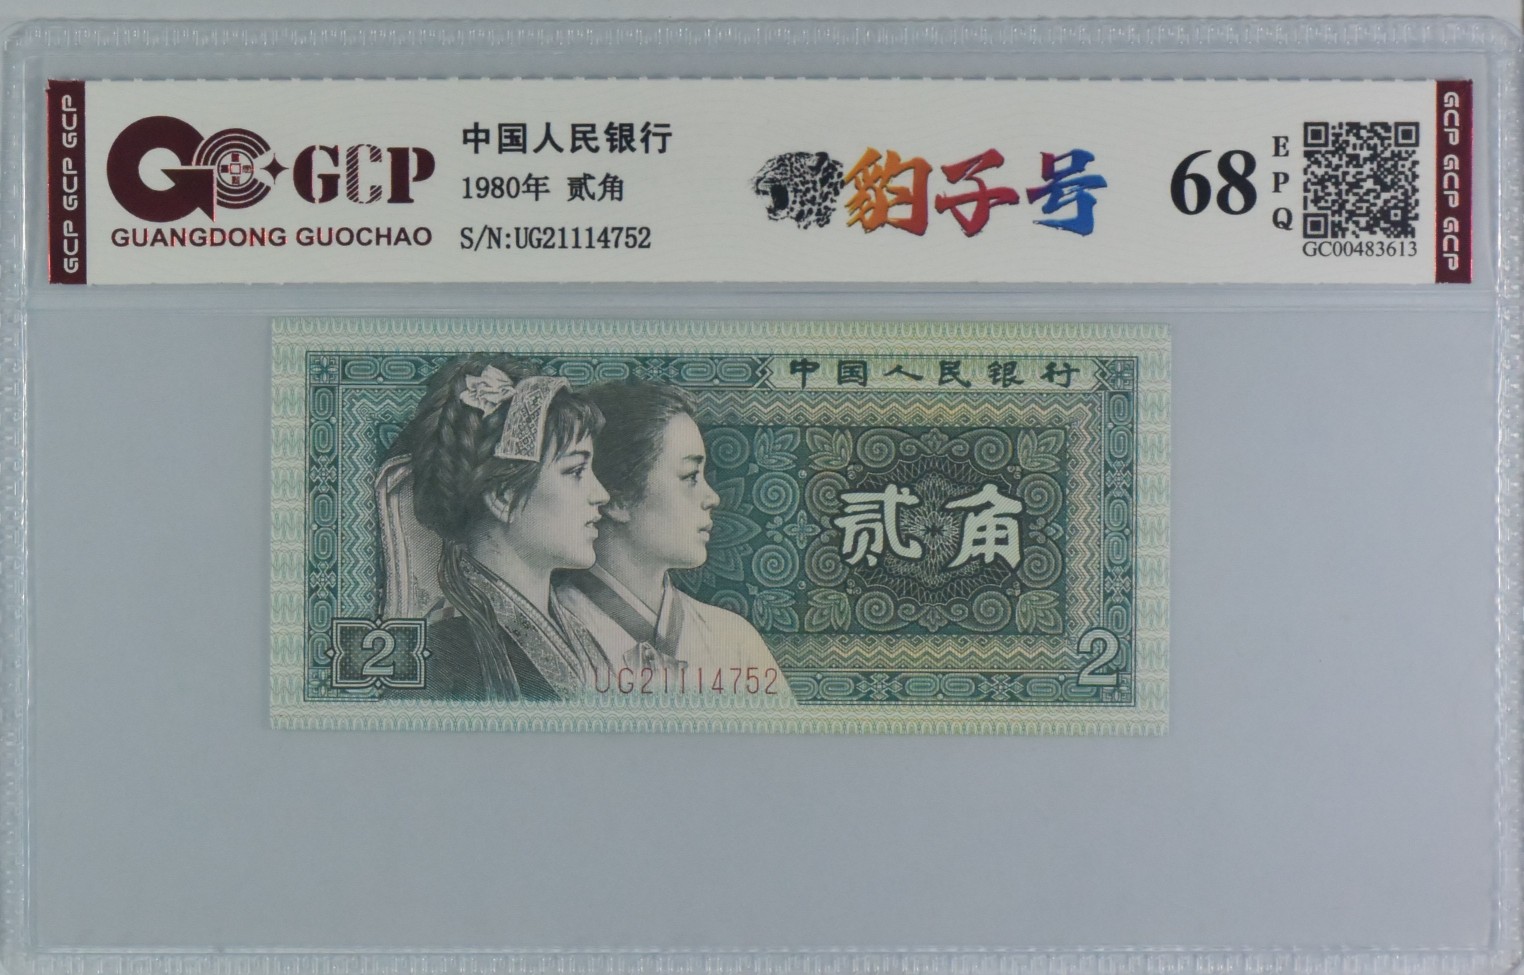 GCP GCP GCP
GCP
GUANGDONG GUOCHAO
中国人民银行
1980年 贰角
S/N:UG21114752
豹子号
68
EPQ
GC00483613
GCP GCP GCP
中国人民银行
贰角
2
2
UG21114752